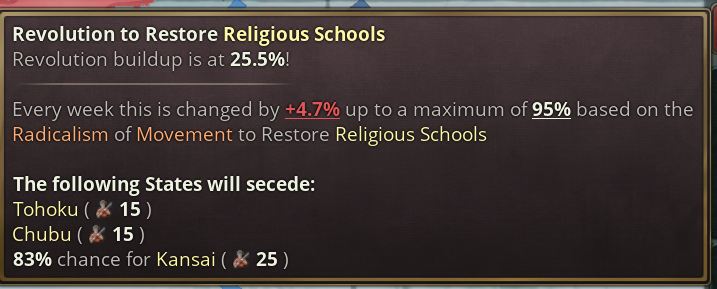 Revolution to Restore Religious Schools
Revolution buildup is at 25.5%!
Every week this is changed by +4.7% up to a maximum of 95% based on the
Radicalism of Movement to Restore Religious Schools
The following States will secede:
Tohoku ( 15 )
Chubu ( 15 )
83% chance for Kansai ( 25 )